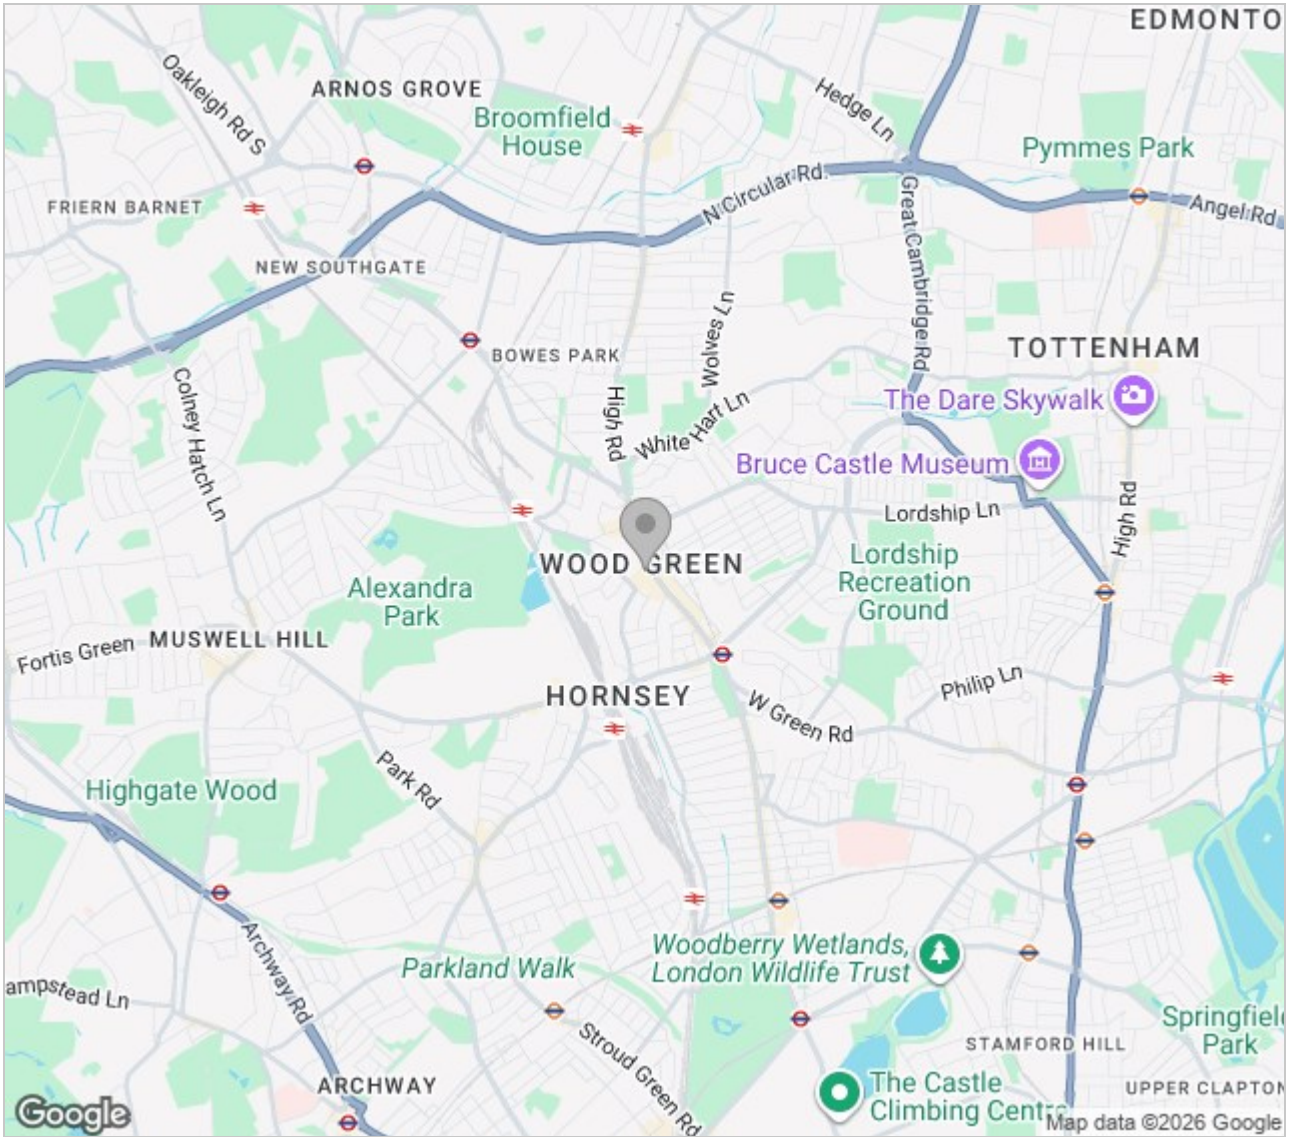 EDMONTO
Oakleigh Rd S
ARNOS GROVE
Broomfield
House
Hedge Ln
Pymmes Park
FRIERN BARNET
N Circular Rd
Great Cambridge Rd
Angel Rd
NEW SOUTHGATE
BOWES PARK
Wolves Ln
TOTTENHAM
Colney Hatch Ln
High Rd
White Hart Ln
The Dare Skywalk
Bruce Castle Museum
Lordship Ln
High Rd
WOOD GREEN
Lordship
Recreation
Ground
Alexandra
Park
Fortis Green
MUSWELL HILL
Philip Ln
HORNSEY
W Green Rd
Park Rd
Highgate Wood
Archway Rd
Parkland Walk
Woodberry Wetlands,
London Wildlife Trust
ampstead Ln
Stroud Green Rd
Springfiel
Park
STAMFORD HILL
ARCHWAY
The Castle
Climbing Centr
UPPER CLAPTON
Google
Map data ©2026 Google